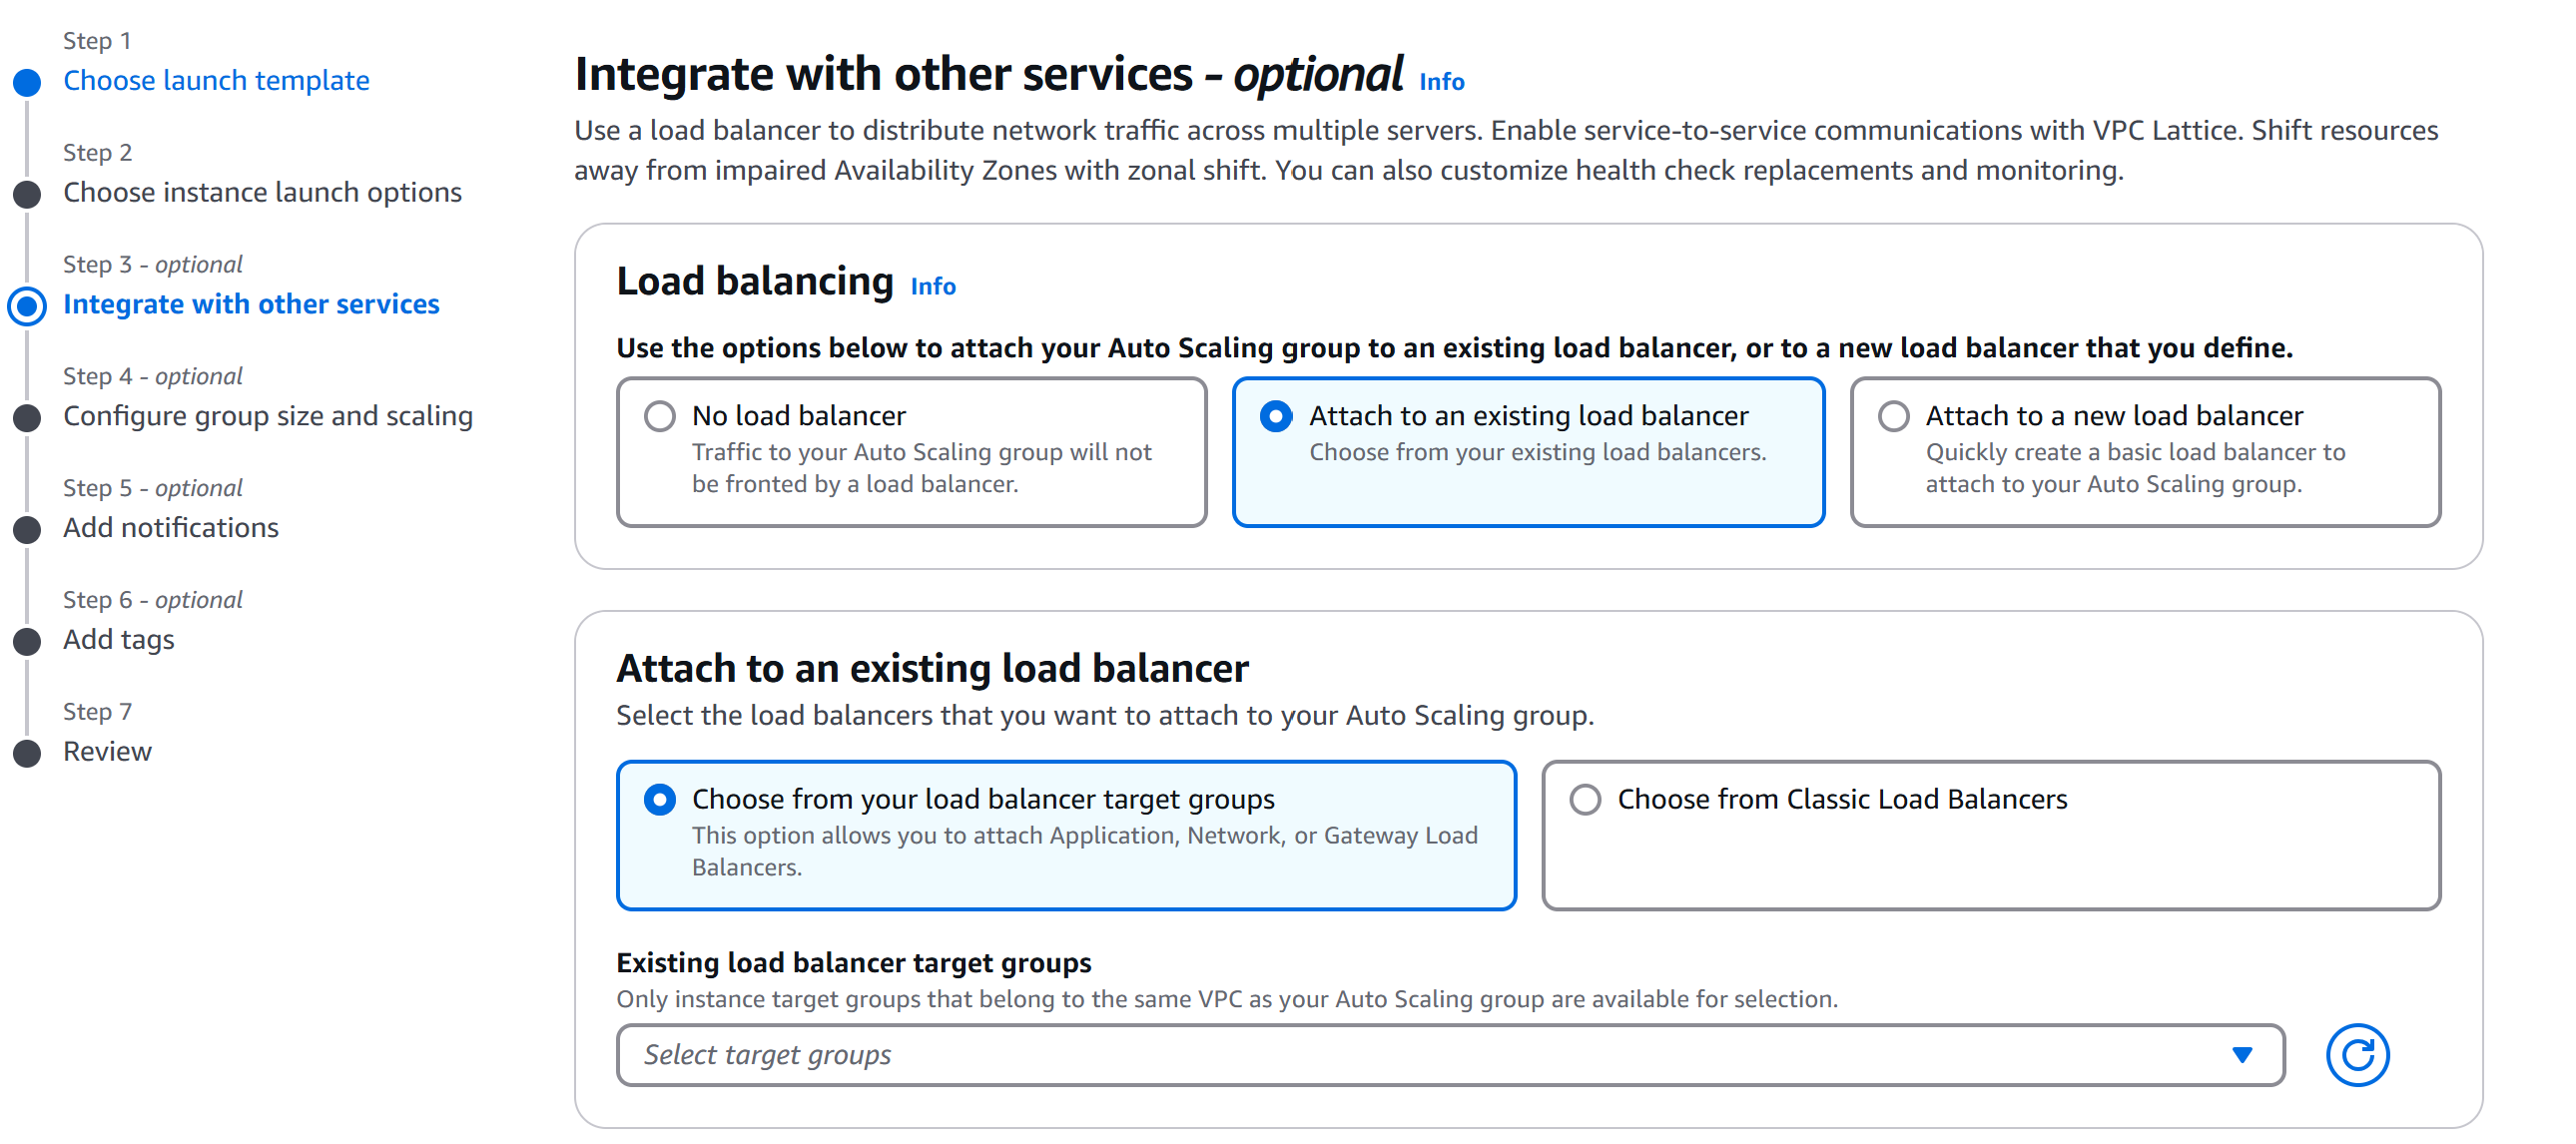 Step 1
Choose launch template
Step 2
Choose instance launch options
Step 3 - optional
Integrate with other services
Step 4 - optional
Configure group size and scaling
Step 5 - optional
Add notifications
Step 6 - optional
Add tags
Step 7
Review
Integrate with other services - optional Info
Use a load balancer to distribute network traffic across multiple servers. Enable service-to-service communications with VPC Lattice. Shift resources
away from impaired Availability Zones with zonal shift. You can also customize health check replacements and monitoring.
Load balancing Info
Use the options below to attach your Auto Scaling group to an existing load balancer, or to a new load balancer that you define.
No load balancer
Traffic to your Auto Scaling group will not
be fronted by a load balancer.
Attach to an existing load balancer
Choose from your existing load balancers.
Attach to a new load balancer
Quickly create a basic load balancer to
attach to your Auto Scaling group.
Attach to an existing load balancer
Select the load balancers that you want to attach to your Auto Scaling group.
Choose from your load balancer target groups
This option allows you to attach Application, Network, or Gateway Load
Balancers.
Choose from Classic Load Balancers
Existing load balancer target groups
Only instance target groups that belong to the same VPC as your Auto Scaling group are available for selection.
Select target groups